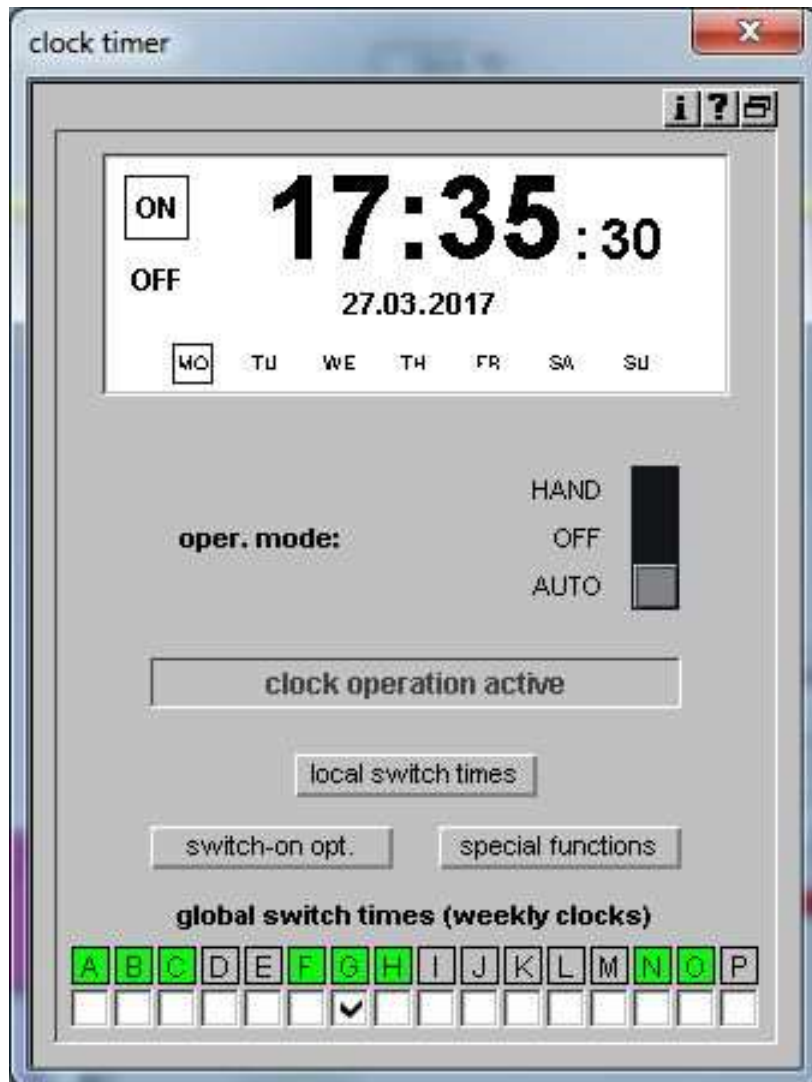 clock timer
i ?
ON
17:35:30
OFF
27.03.2017
MO TU WE TH FR SA SU
HAND
oper. mode: OFF
AUTO
clock operation active
local switch times
switch-on opt. special functions
global switch times (weekly clocks)
A B C D E F G H I J K L M N O P